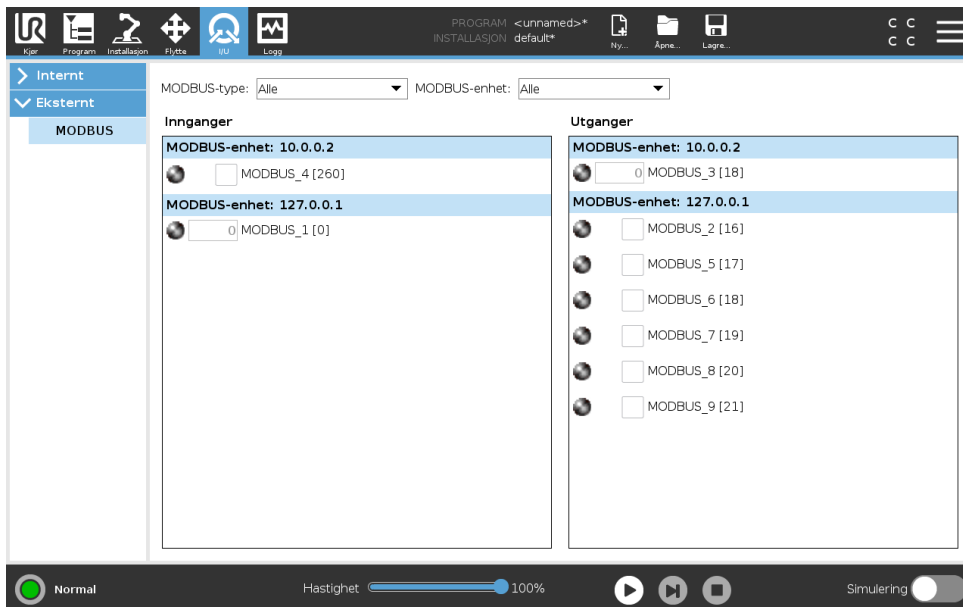 UR
PROGRAM <unnamed>*
INSTALLASJON default*
Kjør Program Installasjon Flytte I/U Logg Ny... Åpne... Lagre...
C C
C C
Internt
Eksternt
MODBUS
MODBUS-type: Alle MODBUS-enhet: Alle
Innganger
MODBUS-enhet: 10.0.0.2
MODBUS_4 [260]
MODBUS-enhet: 127.0.0.1
0 MODBUS_1 [0]
Utganger
MODBUS-enhet: 10.0.0.2
0 MODBUS_3 [18]
MODBUS-enhet: 127.0.0.1
MODBUS_2 [16]
MODBUS_5 [17]
MODBUS_6 [18]
MODBUS_7 [19]
MODBUS_8 [20]
MODBUS_9 [21]
Normal Hastighet 100% Simulering